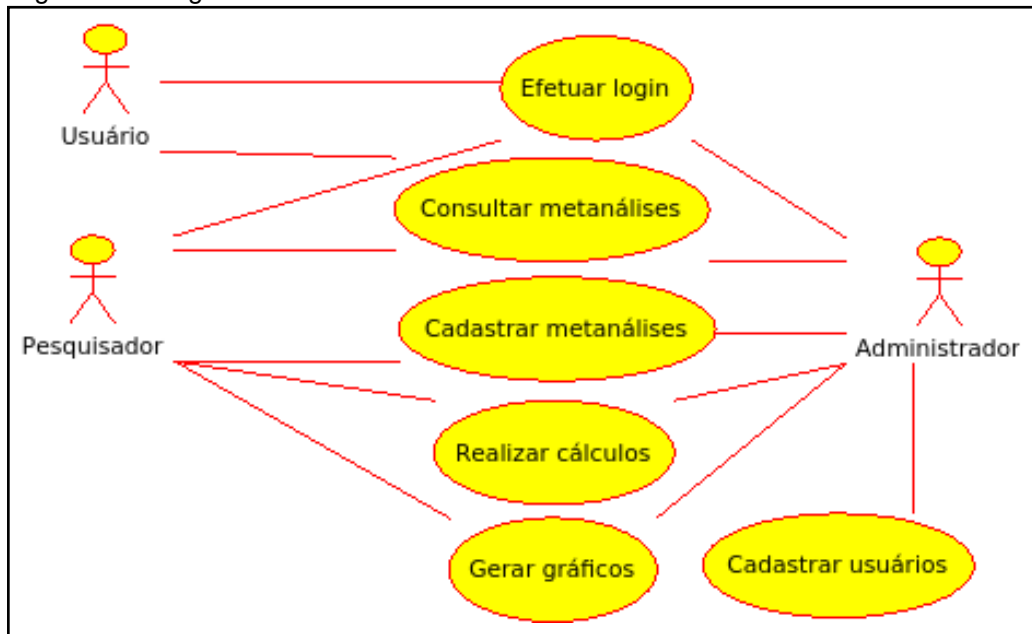 Usuário
Efetuar login
Consultar metanálises
Pesquisador
Cadastrar metanálises
Administrador
Realizar cálculos
Gerar gráficos
Cadastrar usuários